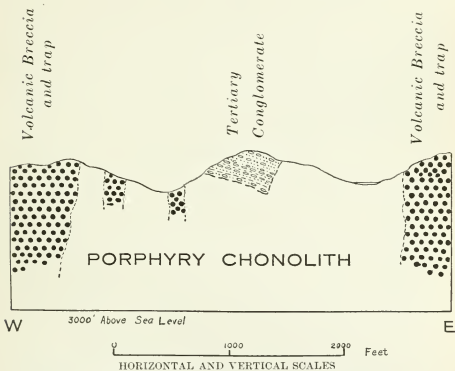 Volcanic Breccia
and trap
Tertiary
Conglomerate
Volcanic Breccia
and trap
PORPHYRY CHONOLITH
W
3000' Above Sea Level
E
0 1000 2000 Feet
HORIZONTAL AND VERTICAL SCALES